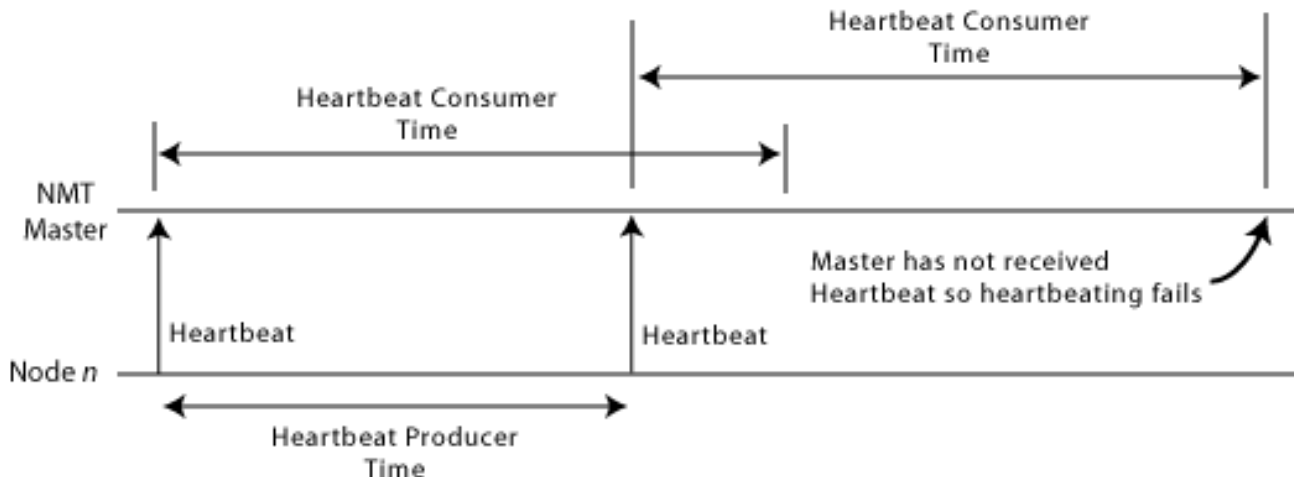 Heartbeat Consumer
Time
Heartbeat Consumer
Time
NMT
Master
Master has not received
Heartbeat so heartbeating fails
Heartbeat
Heartbeat
Node n
Heartbeat Producer
Time